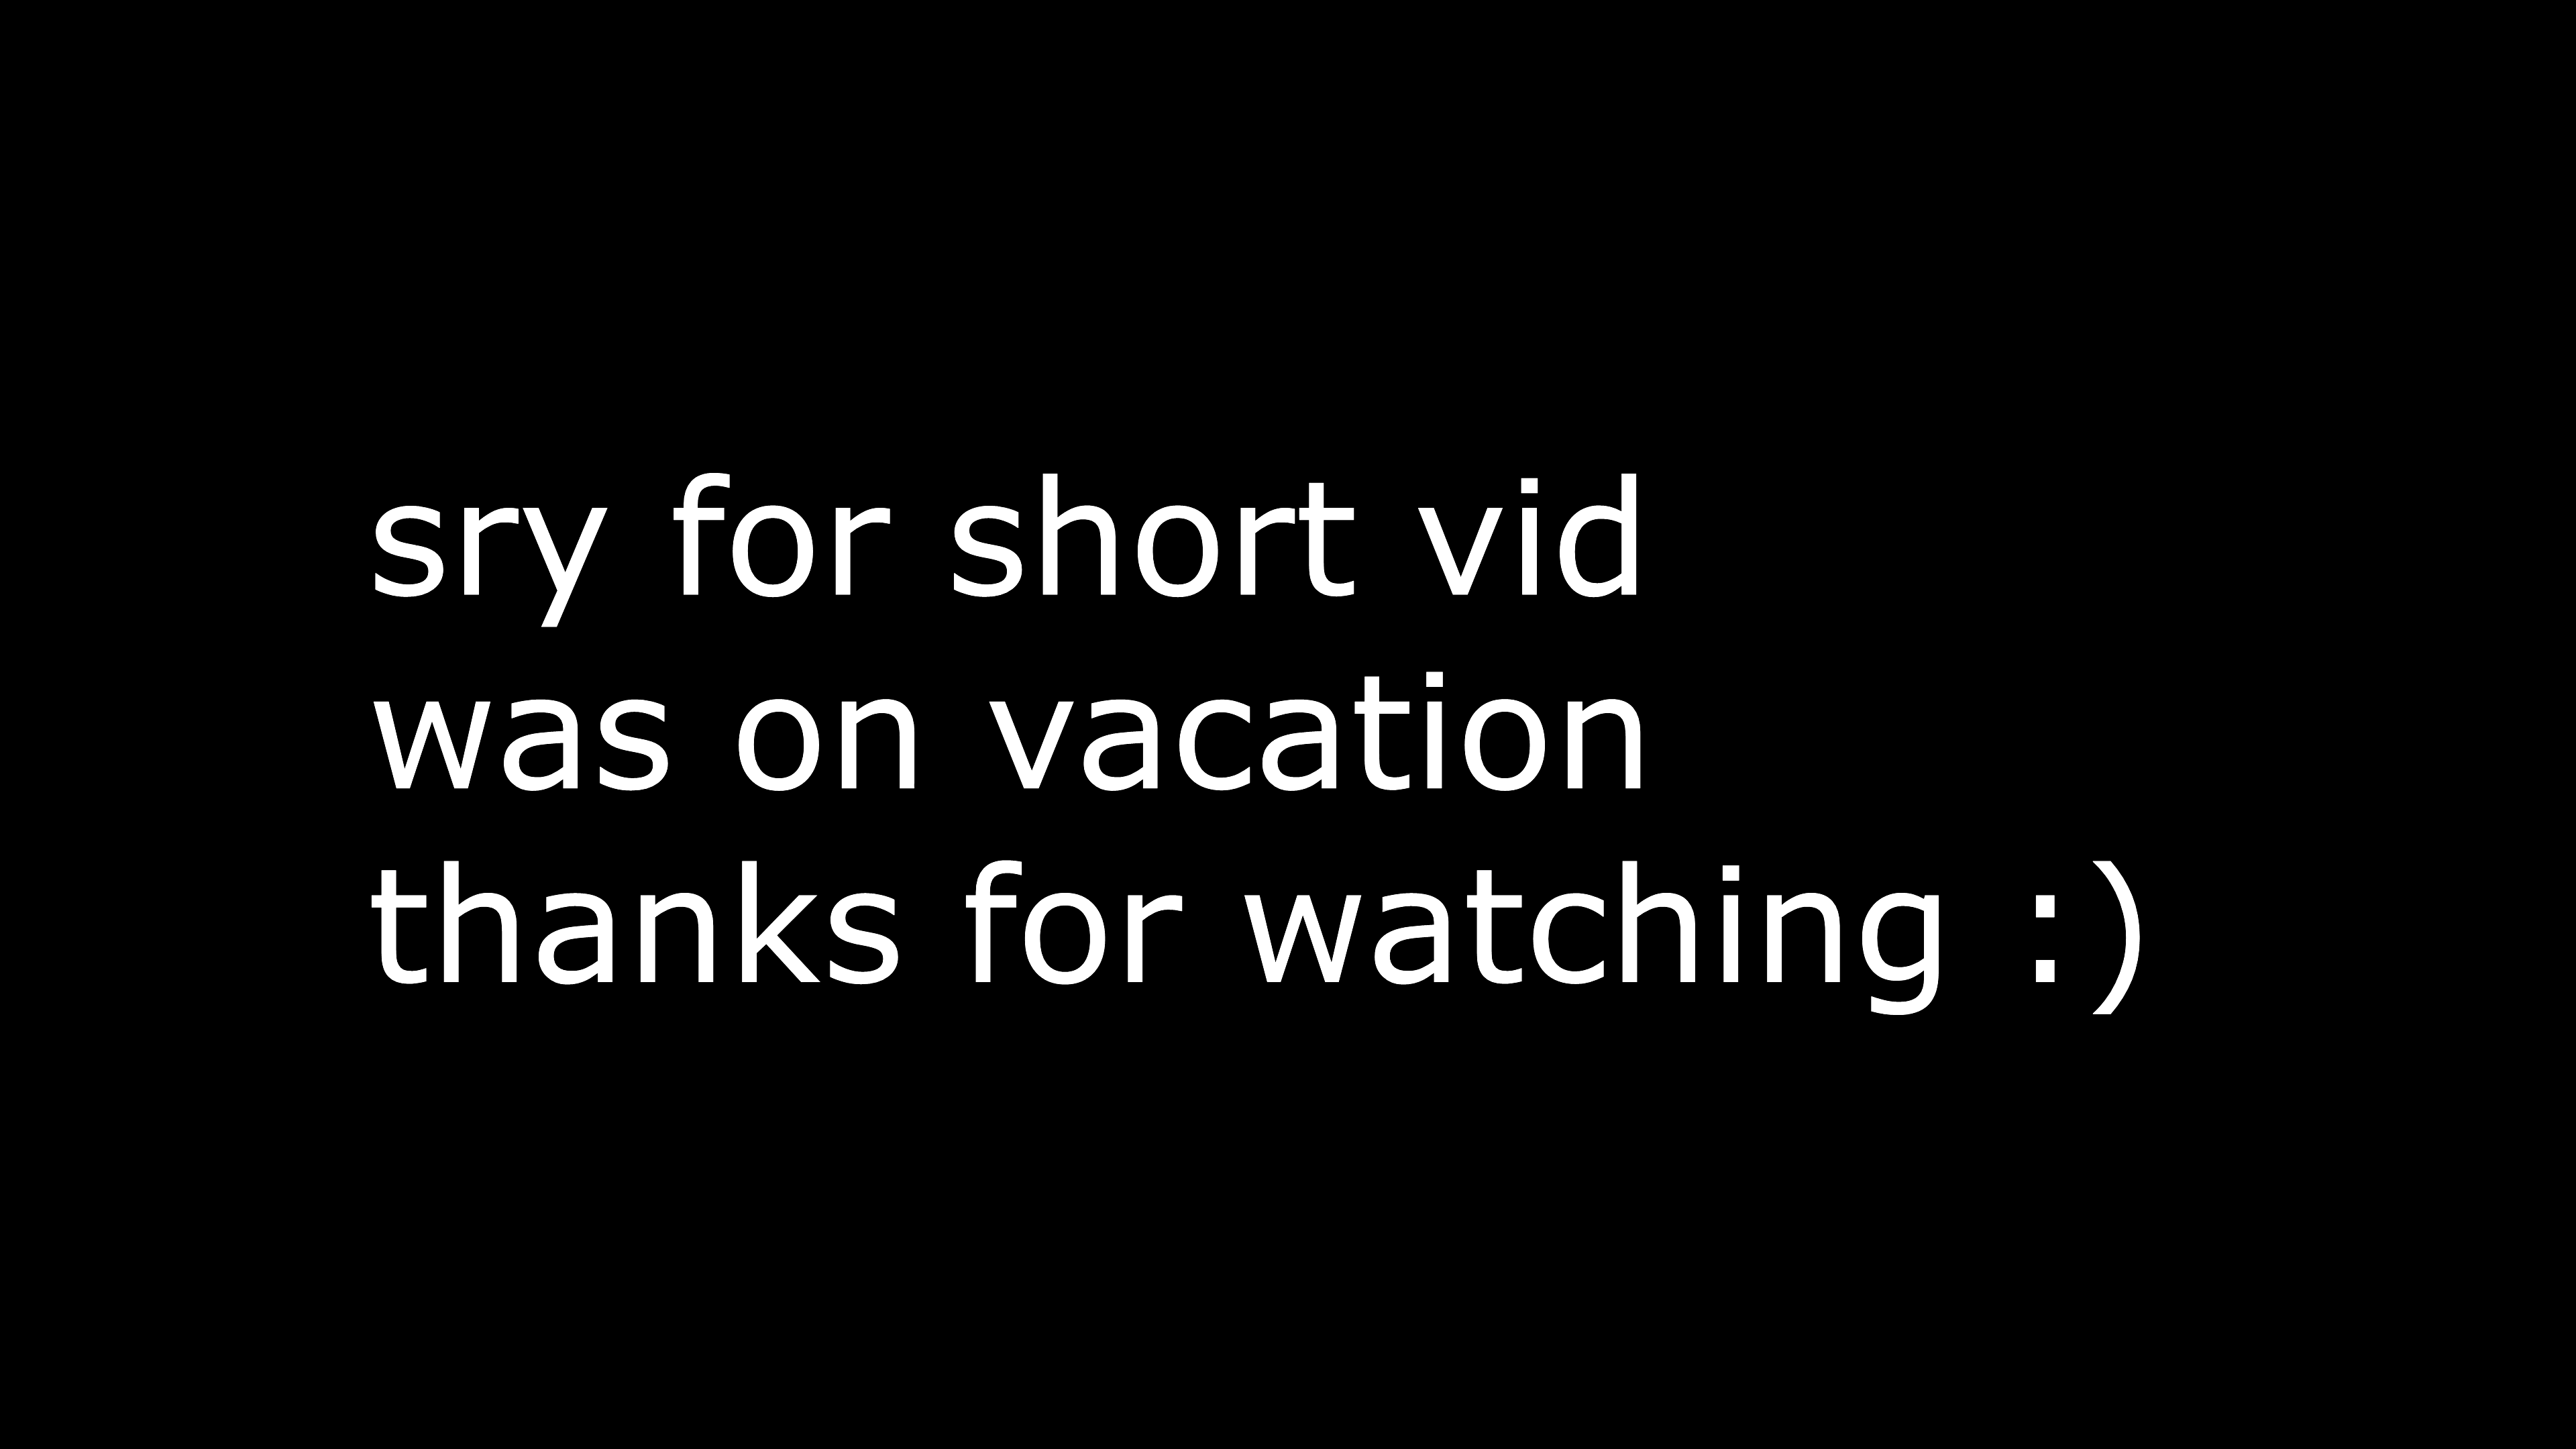 sry for short vid
was on vacation
thanks for watching :)